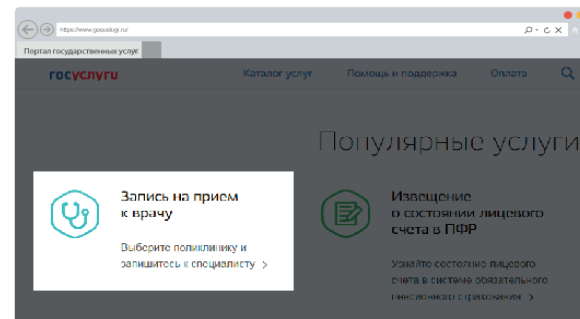 https://www.gosuslugi.ru/
Портал государственных услуг
госуслуги Каталог услуг Помощь и поддержка Оплата
Популярные услуги
Запись на прием
к врачу
Выберите поликлинику и
запишитесь к специалисту >
Извещение
о состоянии лицевого
счета в ПФР
Узнайте состояние лицевого
счета в системе обязательного
пенсионного страхования >